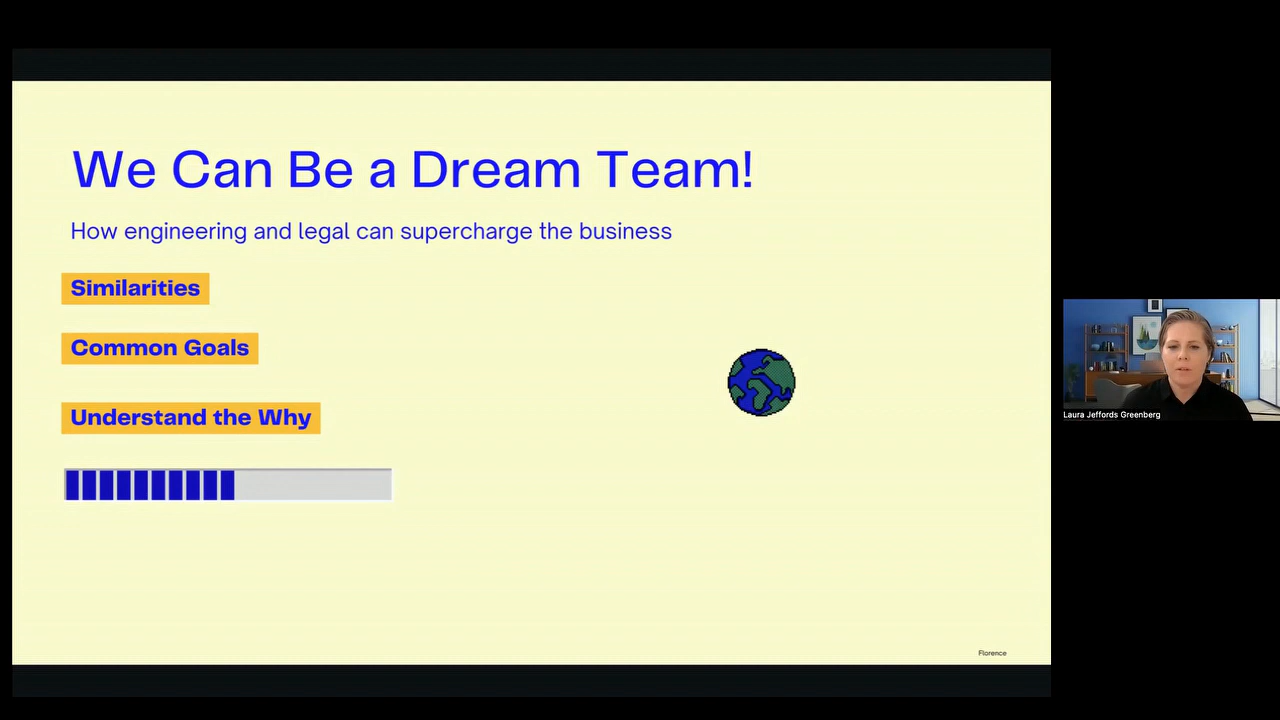 We Can Be a Dream Team!
How engineering and legal can supercharge the business
Similarities
Common Goals
Understand the Why
Florence
Laura Jeffords Greenberg